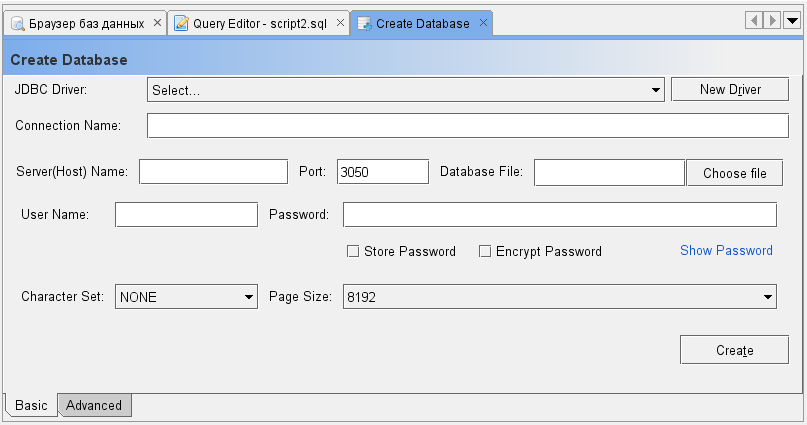 Браузер баз данных Query Editor - script2.sql Create Database
Create Database
JDBC Driver: Select... New Driver
Connection Name:
Server(Host) Name: Port: 3050 Database File: Choose file
User Name: Password:
Store Password Encrypt Password Show Password
Character Set: NONE Page Size: 8192
Create
Basic Advanced